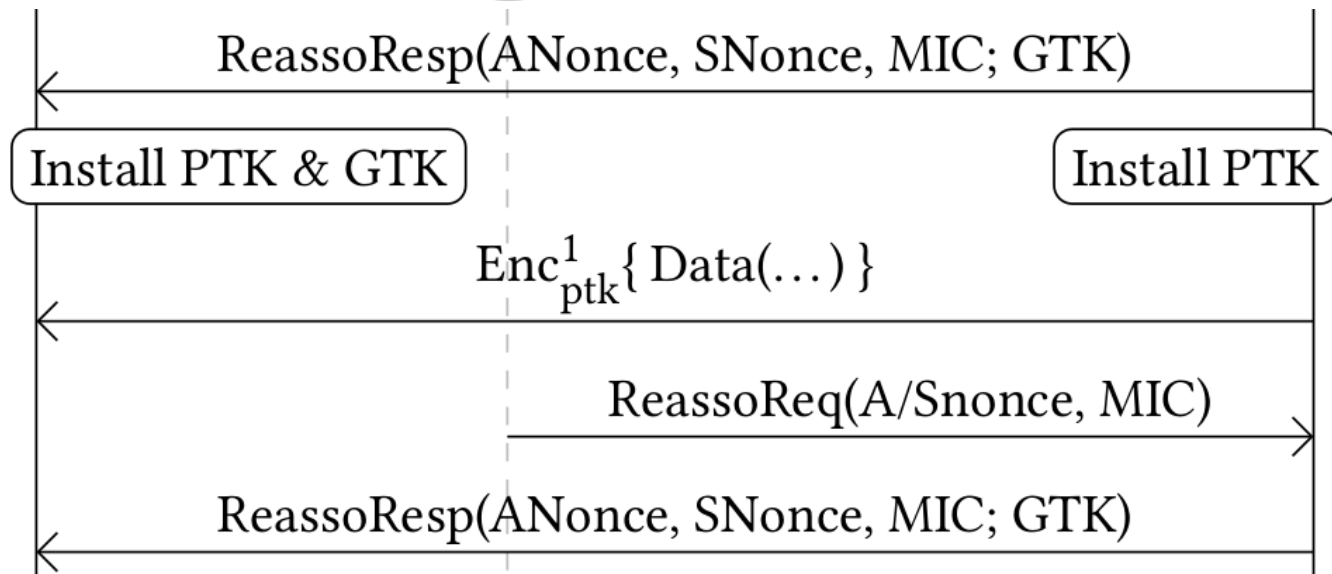 ReassoResp(ANonce, SNonce, MIC; GTK)
Install PTK & GTK
Install PTK
Enc¹ₚₜₖ{ Data(…) }
ReassoReq(A/Snonce, MIC)
ReassoResp(ANonce, SNonce, MIC; GTK)